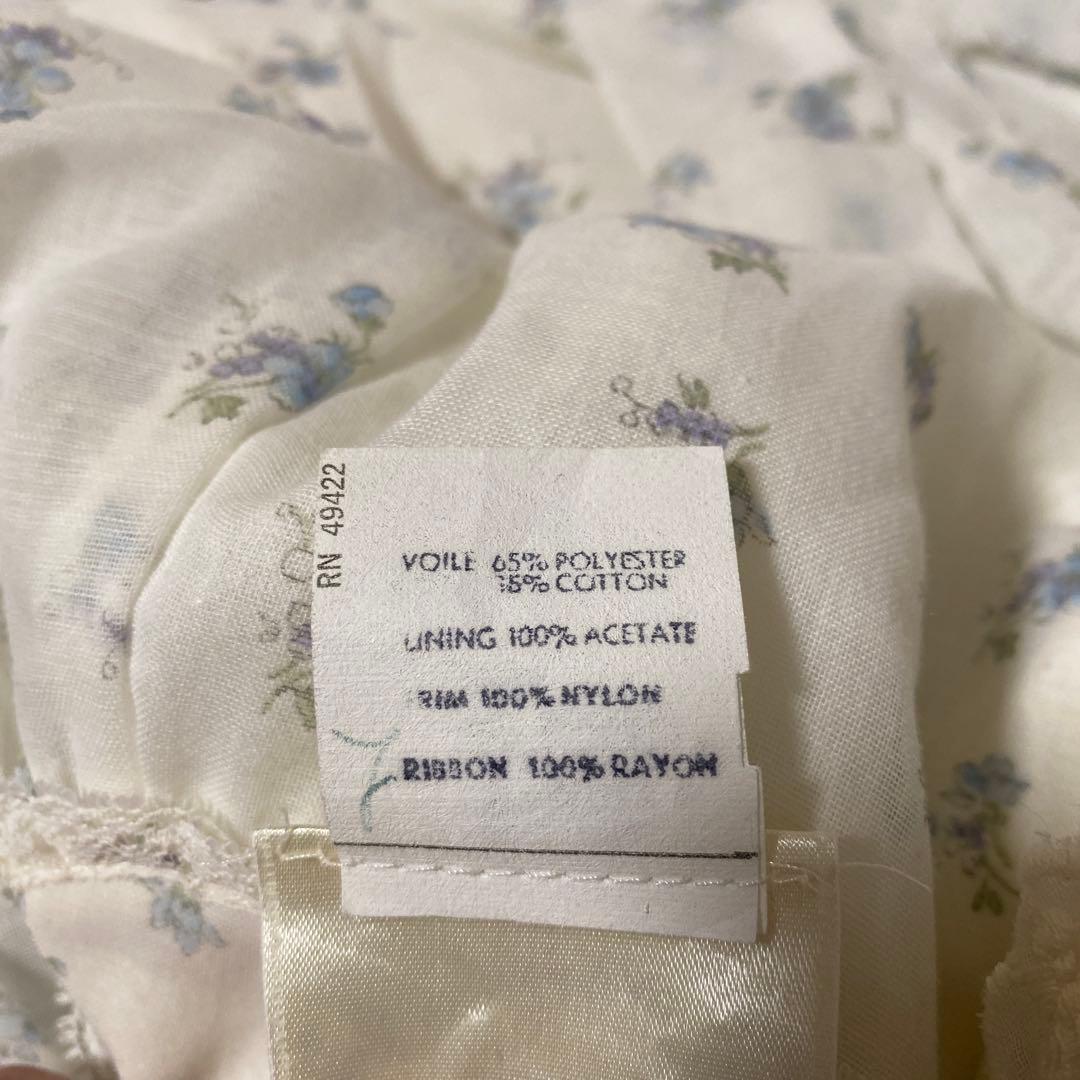 RN 49422
VOILE 65% POLYESTER
35% COTTON
LINING 100% ACETATE
TRIM 100% NYLON
RIBBON 100% RAYON